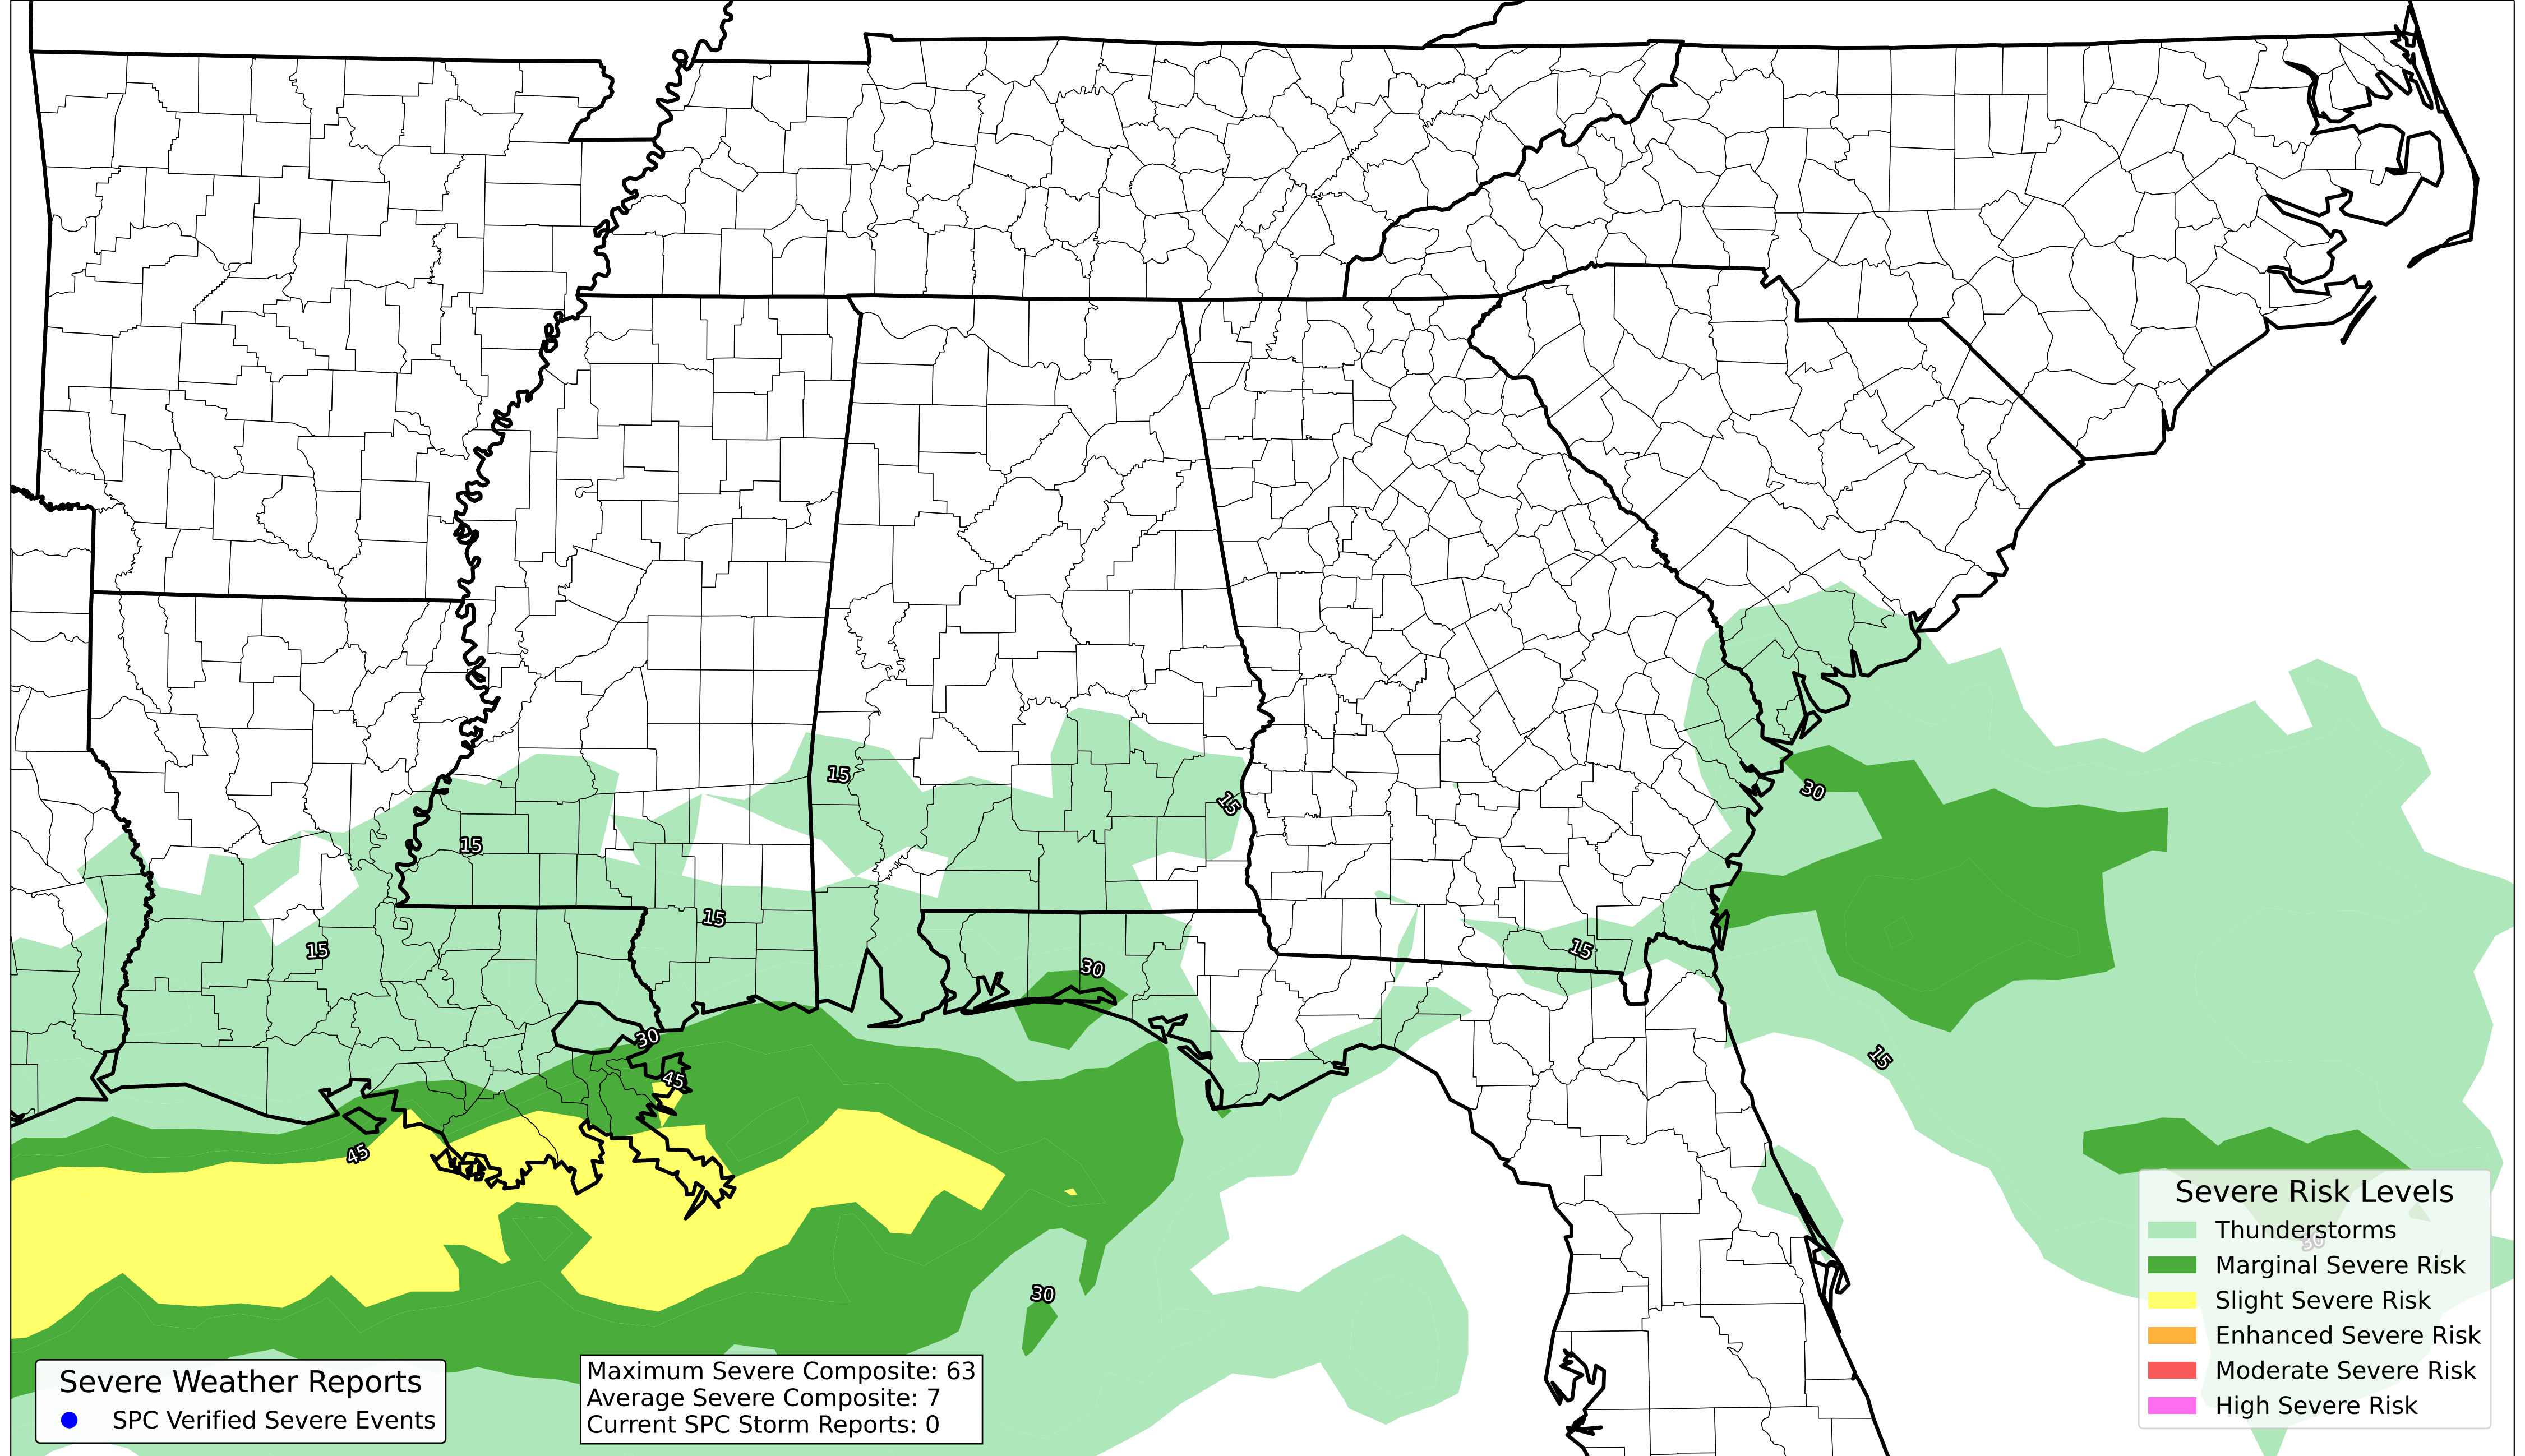 15
15
30
15
15
15
15
30
30
15
45
15
45
30
30
Severe Risk Levels
Thunderstorms
Marginal Severe Risk
Slight Severe Risk
Enhanced Severe Risk
Moderate Severe Risk
High Severe Risk
Severe Weather Reports
SPC Verified Severe Events
Maximum Severe Composite: 63
Average Severe Composite: 7
Current SPC Storm Reports: 0